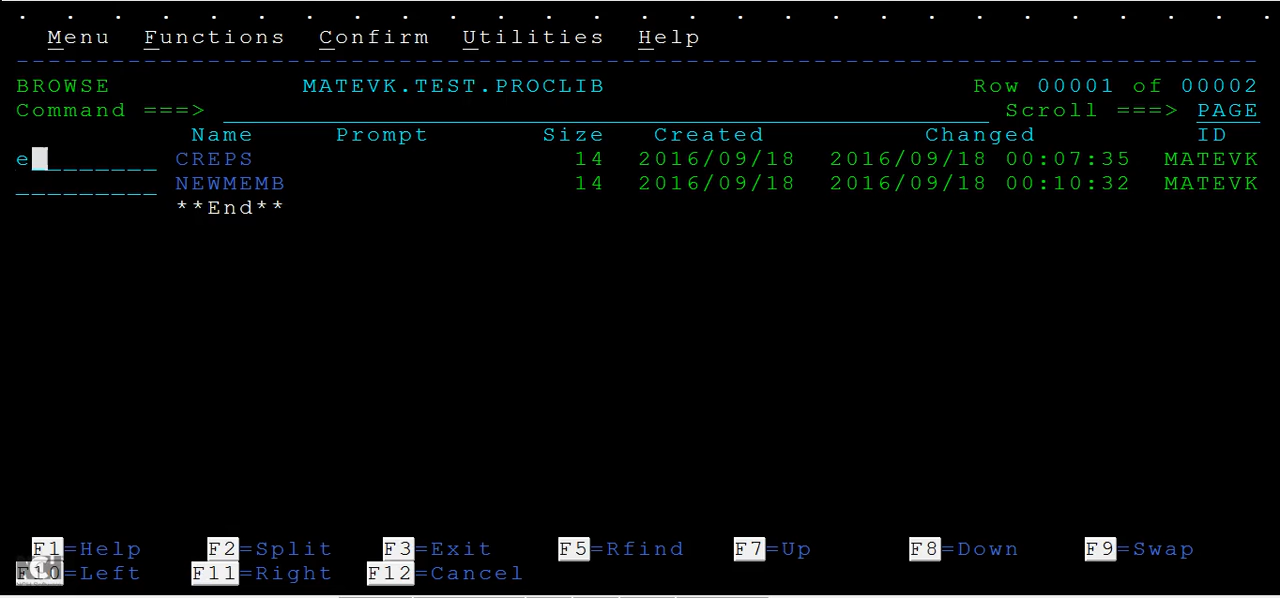 Menu Functions Confirm Utilities Help
BROWSE MATEVK.TEST.PROCLIB Row 00001 of 00002
Command ===> Scroll ===> PAGE
Name Prompt Size Created Changed ID
e CREPS 14 2016/09/18 2016/09/18 00:07:35 MATEVK
NEWMEMB 14 2016/09/18 2016/09/18 00:10:32 MATEVK
**End**
F1=Help F2=Split F3=Exit F5=Rfind F7=Up F8=Down F9=Swap
F10=Left F11=Right F12=Cancel